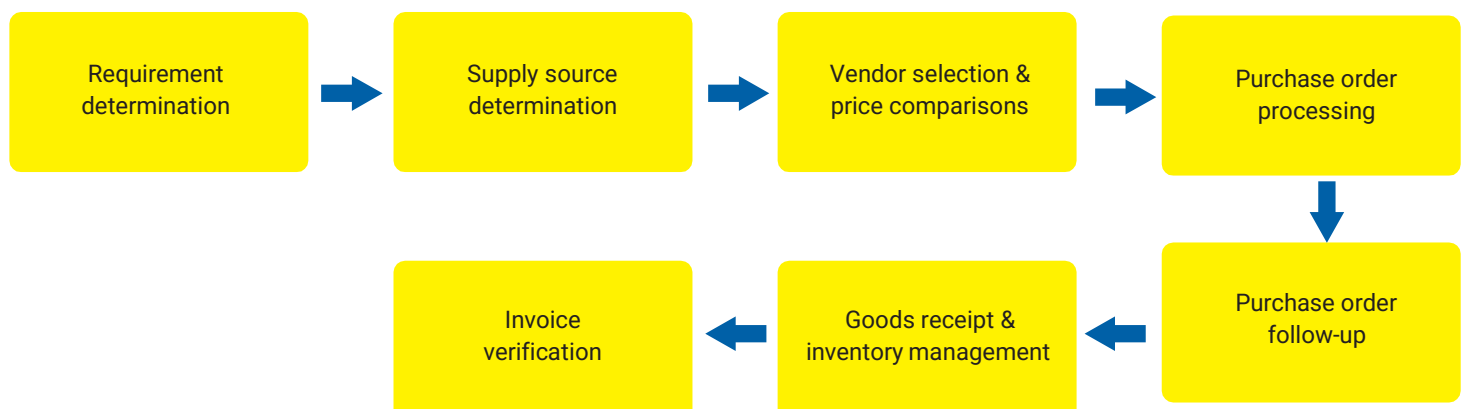 Requirement
determination
Supply source
determination
Vendor selection &
price comparisons
Purchase order
processing
Purchase order
follow-up
Goods receipt &
inventory management
Invoice
verification